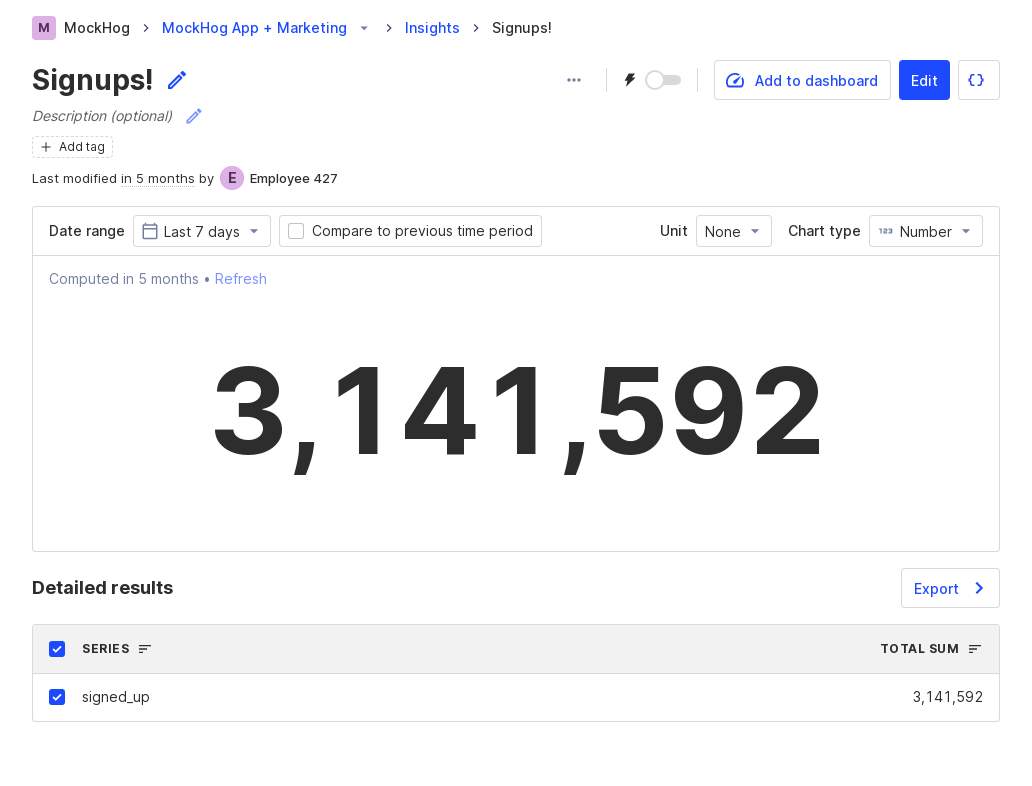 M MockHog MockHog App + Marketing Insights Signups!
Signups!
Add to dashboard Edit
Description (optional)
Add tag
Last modified in 5 months by E Employee 427
Date range Last 7 days Compare to previous time period Unit None Chart type 123 Number
Computed in 5 months • Refresh
3,141,592
Detailed results Export
SERIES TOTAL SUM
signed_up 3,141,592